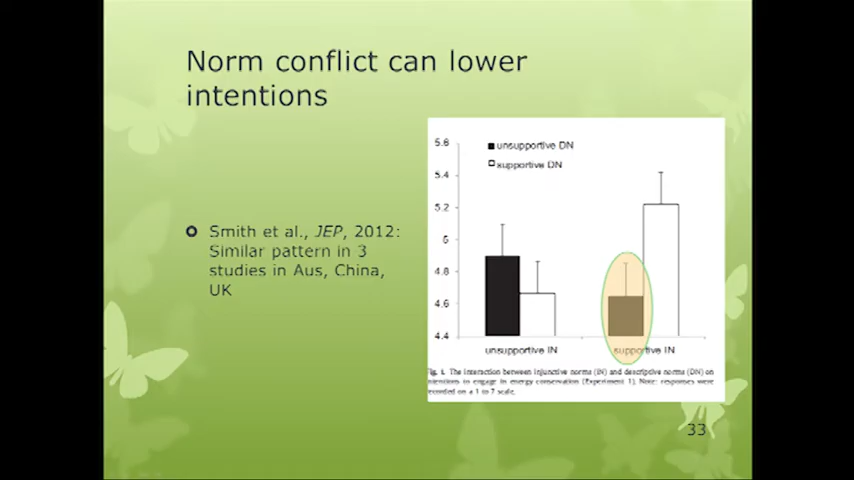 Norm conflict can lower
intentions
Smith et al., JEP, 2012:
Similar pattern in 3
studies in Aus, China,
UK
5.6
5.4
5.2
5
4.8
4.6
4.4
unsupportive DN
supportive DN
unsupportive IN
supportive IN
Fig. 1. The interaction between injunctive norms (IN) and descriptive norms (DN) on
intentions to engage in energy conservation (Experiment 1). Note: responses were
recorded on a 1 to 7 scale.
33